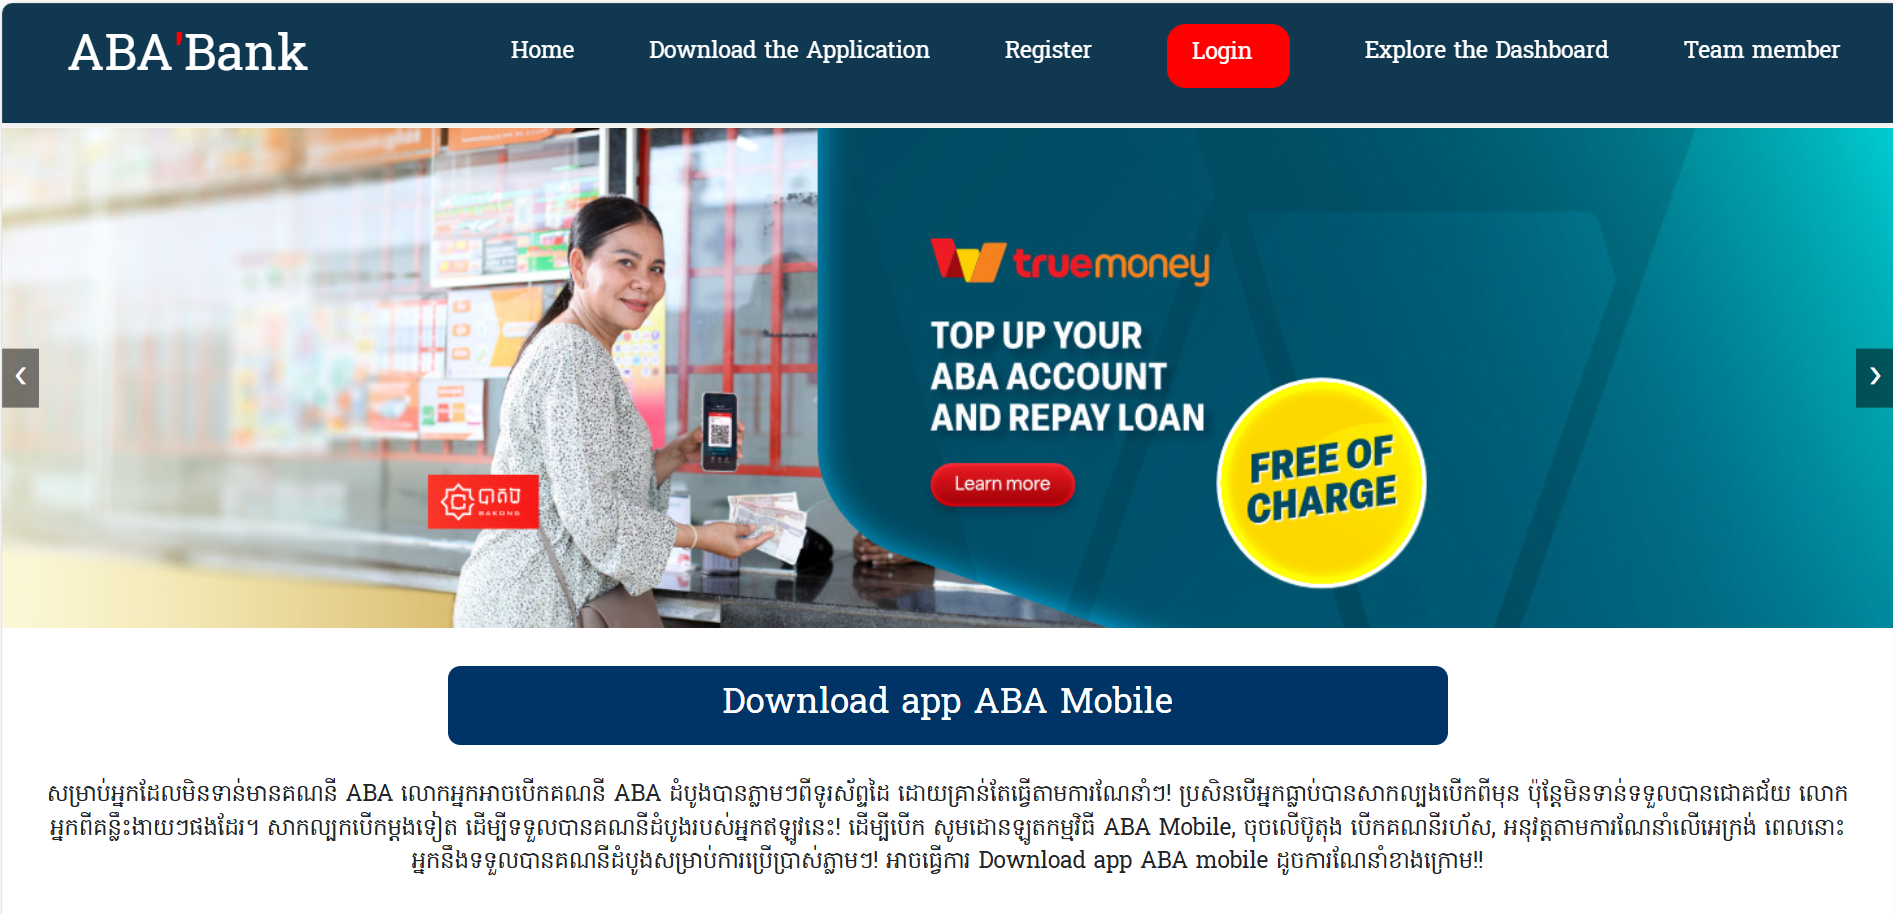 ABA'Bank
Home
Download the Application
Register
Login
Explore the Dashboard
Team member
truemoney
TOP UP YOUR
ABA ACCOUNT
AND REPAY LOAN
Learn more
FREE OF
CHARGE
បាគង
BAKONG
❮
❯
Download app ABA Mobile
សម្រាប់អ្នកដែលមិនទាន់មានគណនី ABA លោកអ្នកអាចបើកគណនី ABA ដំបូងបានភ្លាមៗពីទូរស័ព្ទដៃ ដោយគ្រាន់តែធ្វើតាមការណែនាំៗ! ប្រសិនបើអ្នកធ្លាប់បានសាកល្បងបើកពីមុន ប៉ុន្តែមិនទាន់ទទួលបានជោគជ័យ លោក
អ្នកពីគន្លឹះងាយៗផងដែរ។ សាកល្បកបើកម្តងទៀត ដើម្បីទទួលបានគណនីដំបូងរបស់អ្នកឥឡូវនេះ! ដើម្បីបើក សូមដោនឡូតកម្មវិធី ABA Mobile, ចុចលើប៊ូតុង បើកគណនីរហ័ស, អនុវត្តតាមការណែនាំលើអេក្រង់ ពេលនោះ
អ្នកនឹងទទួលបានគណនីដំបូងសម្រាប់ការប្រើប្រាស់ភ្លាមៗ! អាចធ្វើការ Download app ABA mobile ដូចការណែនាំខាងក្រោម!!